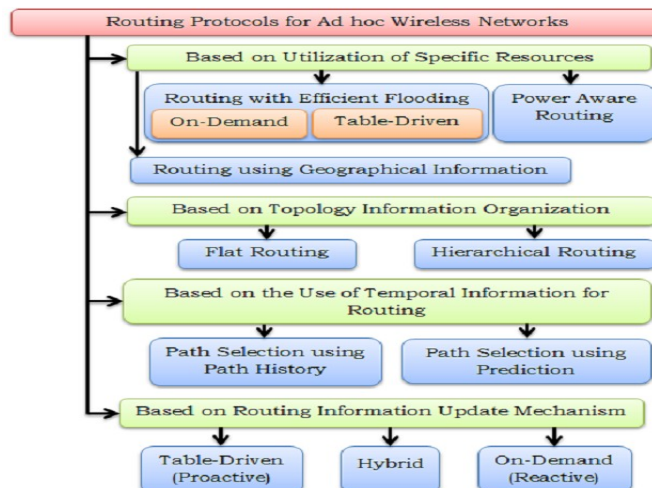 Routing Protocols for Ad hoc Wireless Networks
Based on Utilization of Specific Resources
Routing with Efficient Flooding
On-Demand
Table-Driven
Power Aware
Routing
Routing using Geographical Information
Based on Topology Information Organization
Flat Routing
Hierarchical Routing
Based on the Use of Temporal Information for
Routing
Path Selection using
Path History
Path Selection using
Prediction
Based on Routing Information Update Mechanism
Table-Driven
(Proactive)
Hybrid
On-Demand
(Reactive)